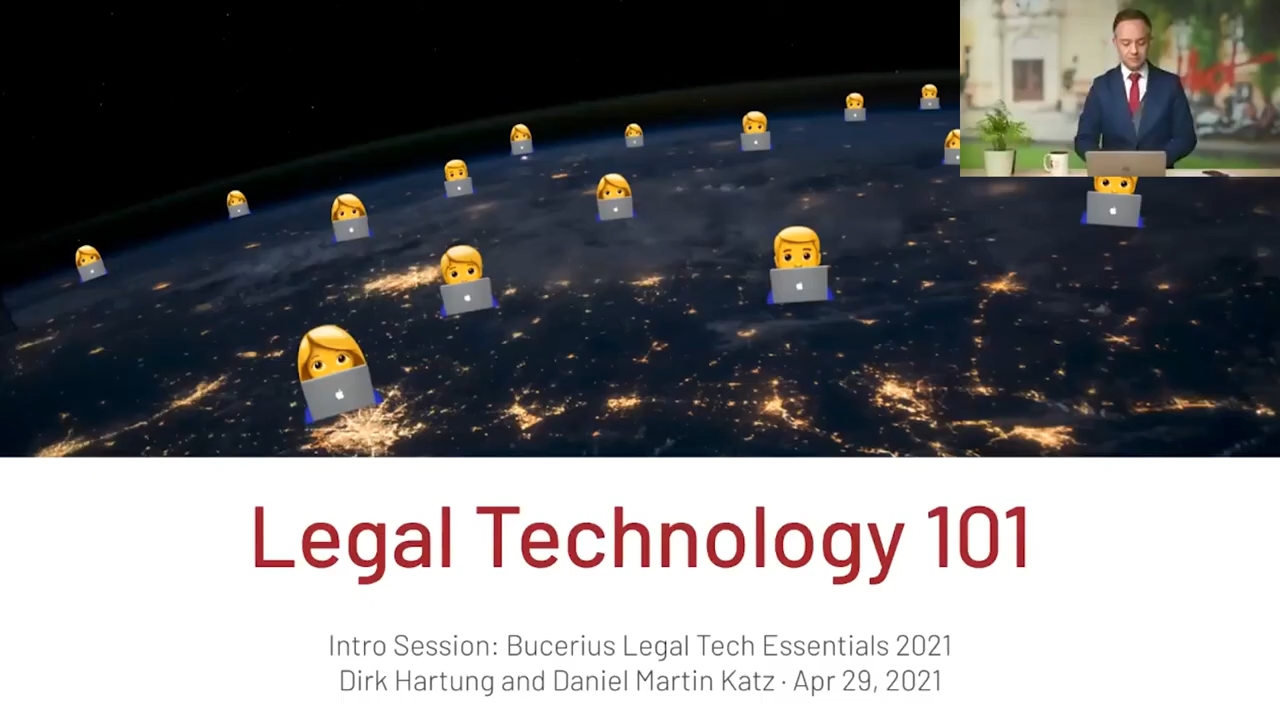 Legal Technology 101
Intro Session: Bucerius Legal Tech Essentials 2021
Dirk Hartung and Daniel Martin Katz · Apr 29, 2021